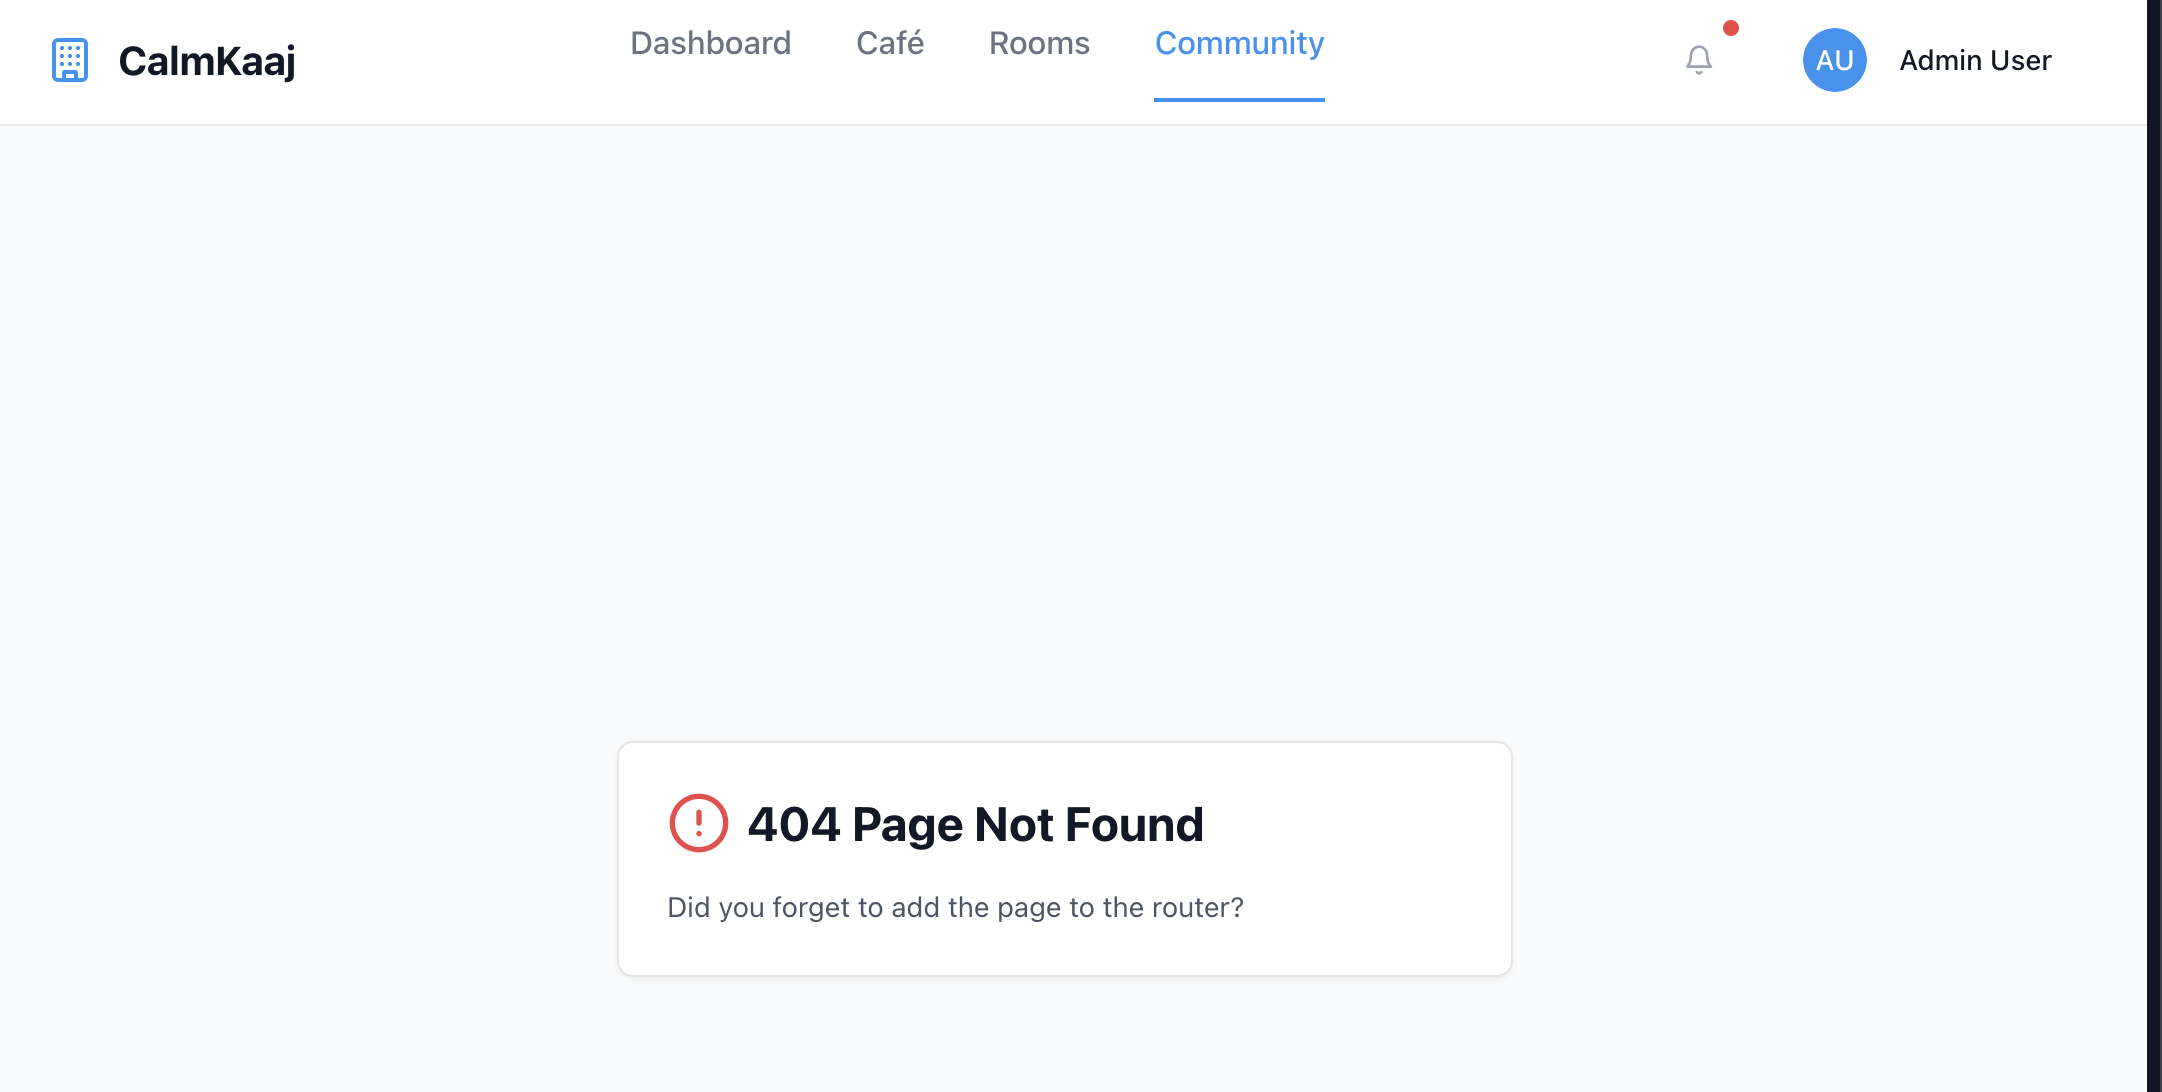 CalmKaaj
Dashboard Café Rooms Community
AU Admin User
404 Page Not Found
Did you forget to add the page to the router?